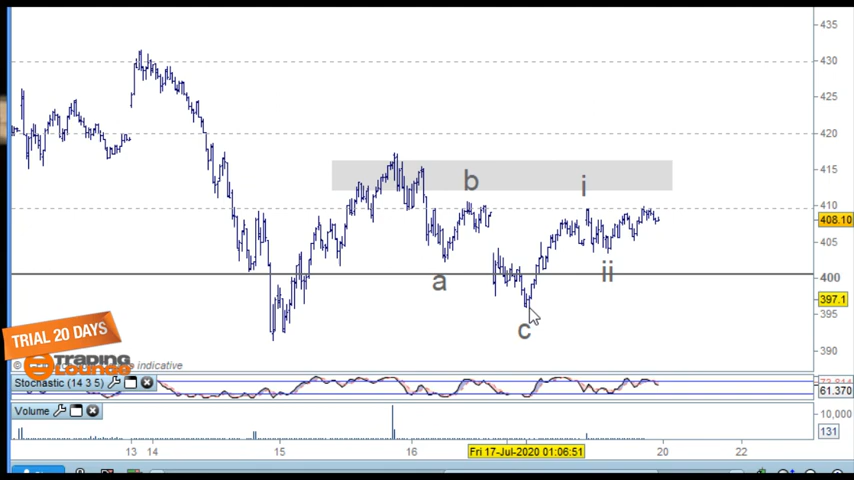 435
430
425
420
415
410
408.10
405
400
397.1
395
390
b
i
a
ii
c
TRIAL 20 DAYS
TRADING
LOUNGE
indicative
Stochastic (14 3 5)
61.370
Volume
10,000
131
13 14 15 16 Fri 17-Jul-2020 01:06:51 20 22